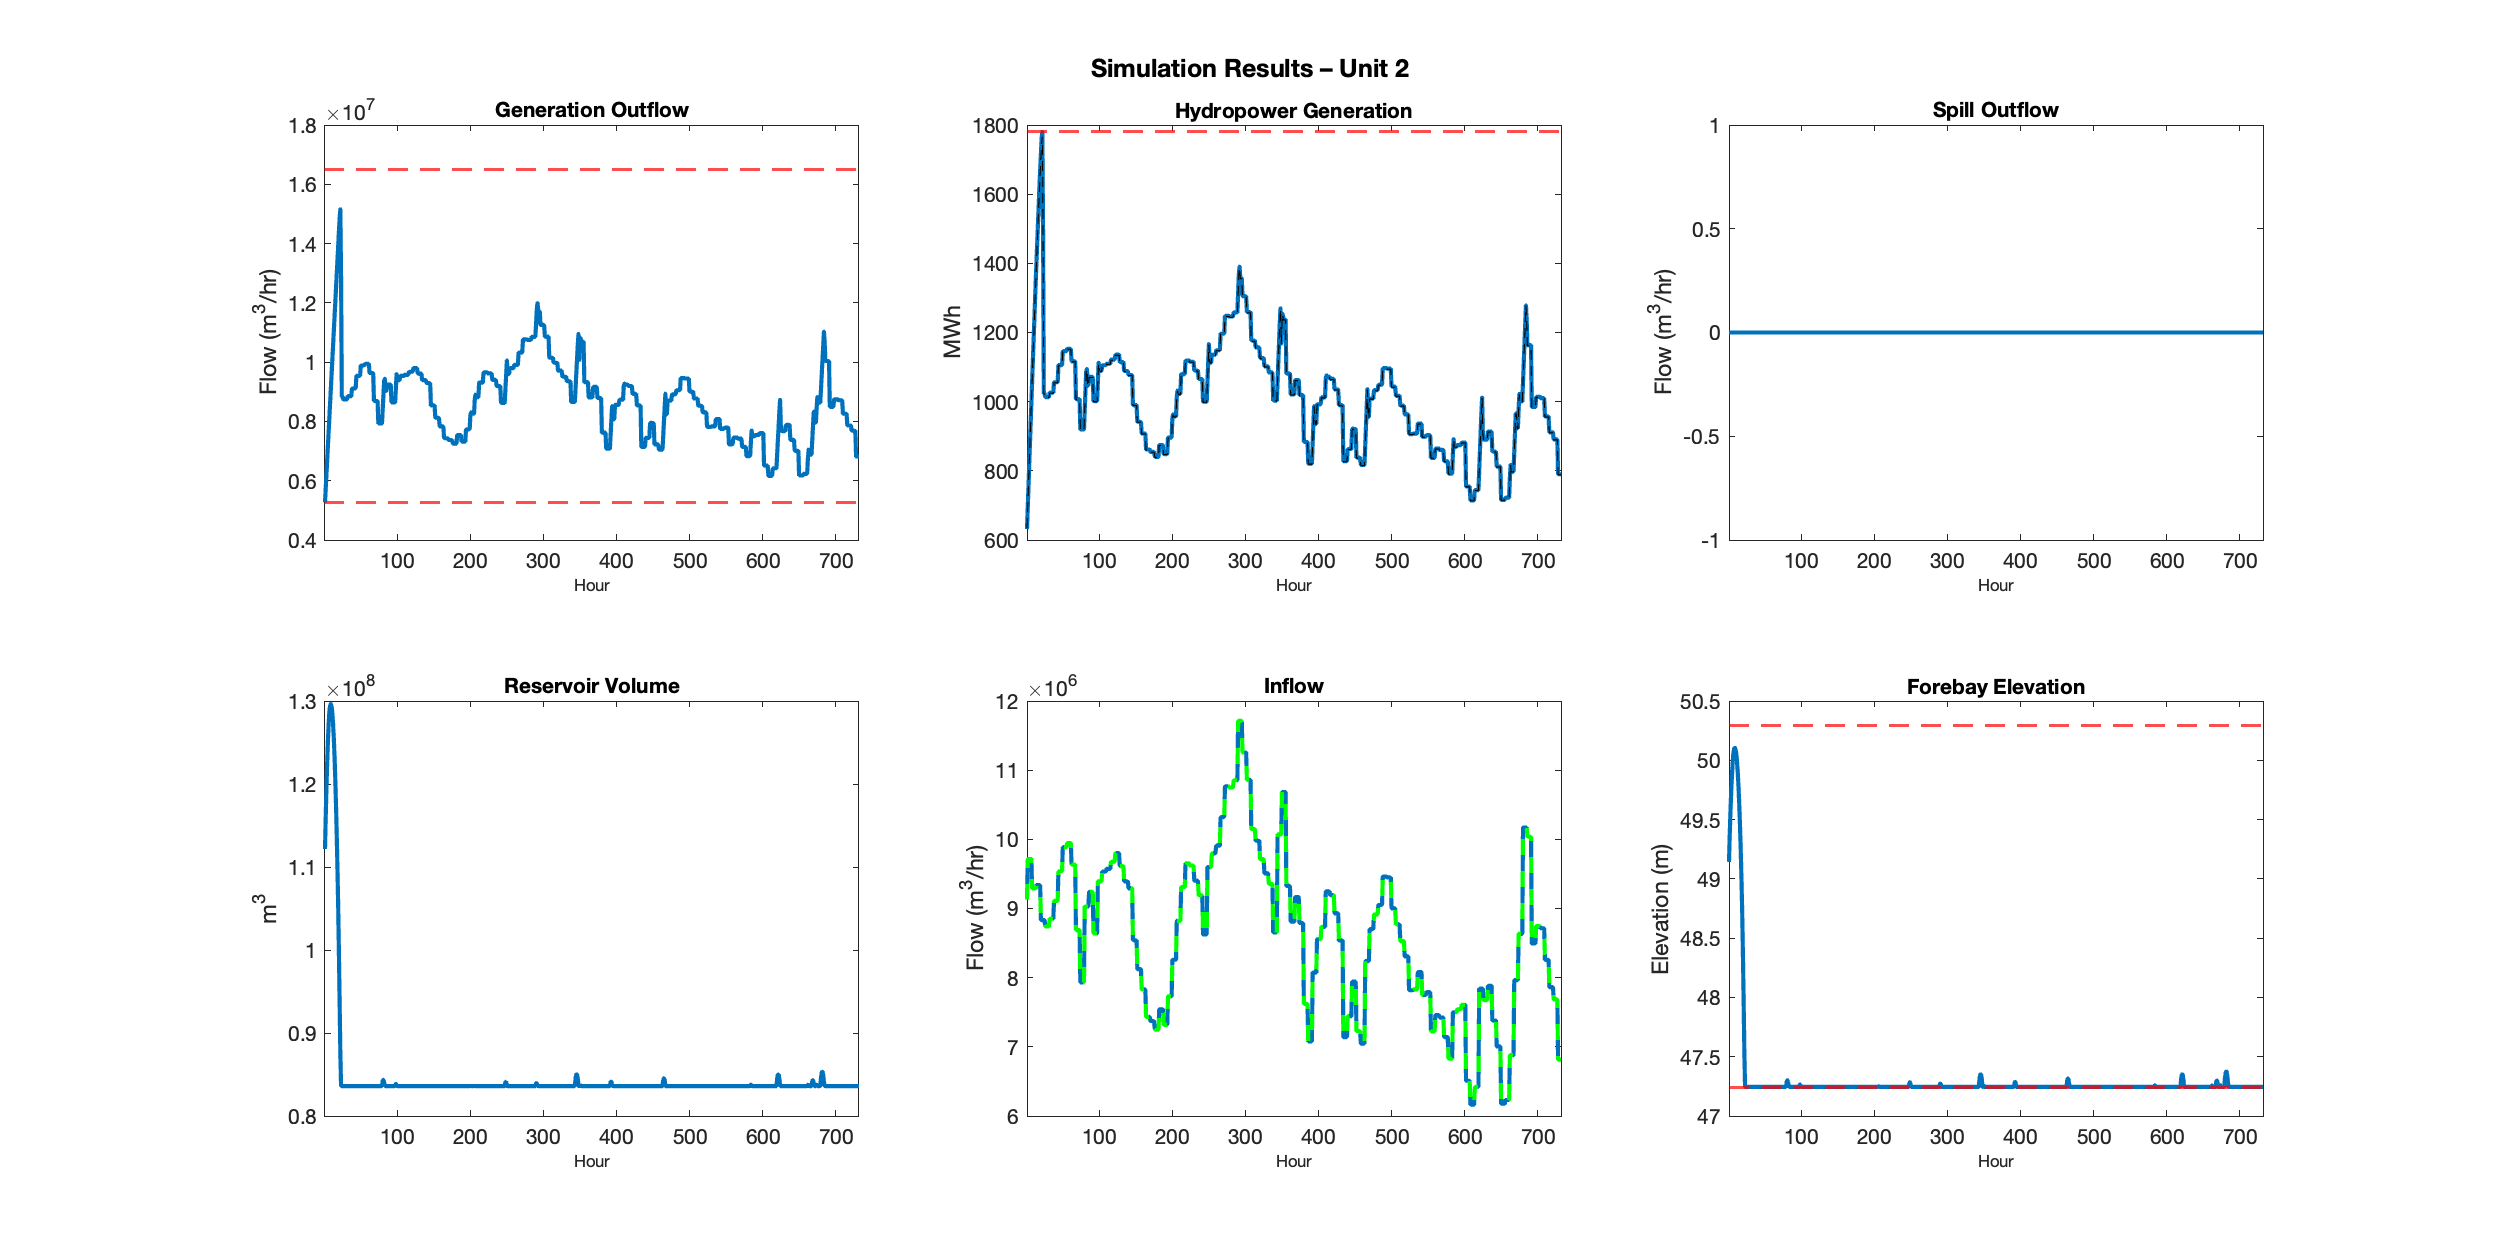 Simulation Results – Unit 2
Generation Outflow
×10^7
1.8
1.6
1.4
1.2
1
0.8
0.6
0.4
Flow (m^3/hr)
100 200 300 400 500 600 700
Hour
Hydropower Generation
1800
1600
1400
1200
1000
800
600
MWh
100 200 300 400 500 600 700
Hour
Spill Outflow
1
0.5
0
-0.5
-1
Flow (m^3/hr)
100 200 300 400 500 600 700
Hour
Reservoir Volume
×10^8
1.3
1.2
1.1
1
0.9
0.8
m^3
100 200 300 400 500 600 700
Hour
Inflow
×10^6
12
11
10
9
8
7
6
Flow (m^3/hr)
100 200 300 400 500 600 700
Hour
Forebay Elevation
50.5
50
49.5
49
48.5
48
47.5
47
Elevation (m)
100 200 300 400 500 600 700
Hour